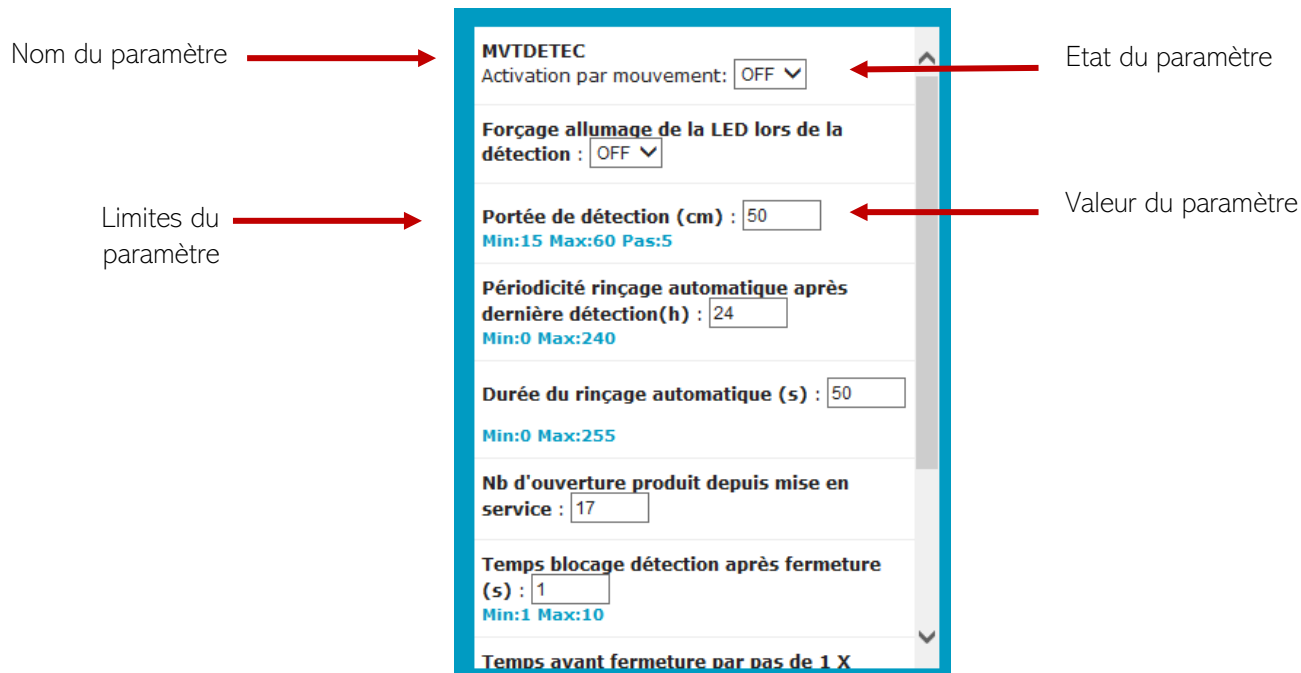 Nom du paramètre
MVTDETEC
Activation par mouvement: OFF
Etat du paramètre
Forçage allumage de la LED lors de la
détection : OFF
Limites du
paramètre
Portée de détection (cm) : 50
Min:15 Max:60 Pas:5
Valeur du paramètre
Périodicité rinçage automatique après
dernière détection(h) : 24
Min:0 Max:240
Durée du rinçage automatique (s) : 50
Min:0 Max:255
Nb d'ouverture produit depuis mise en
service : 17
Temps blocage détection après fermeture
(s) : 1
Min:1 Max:10
Temps avant fermeture par pas de 1 X